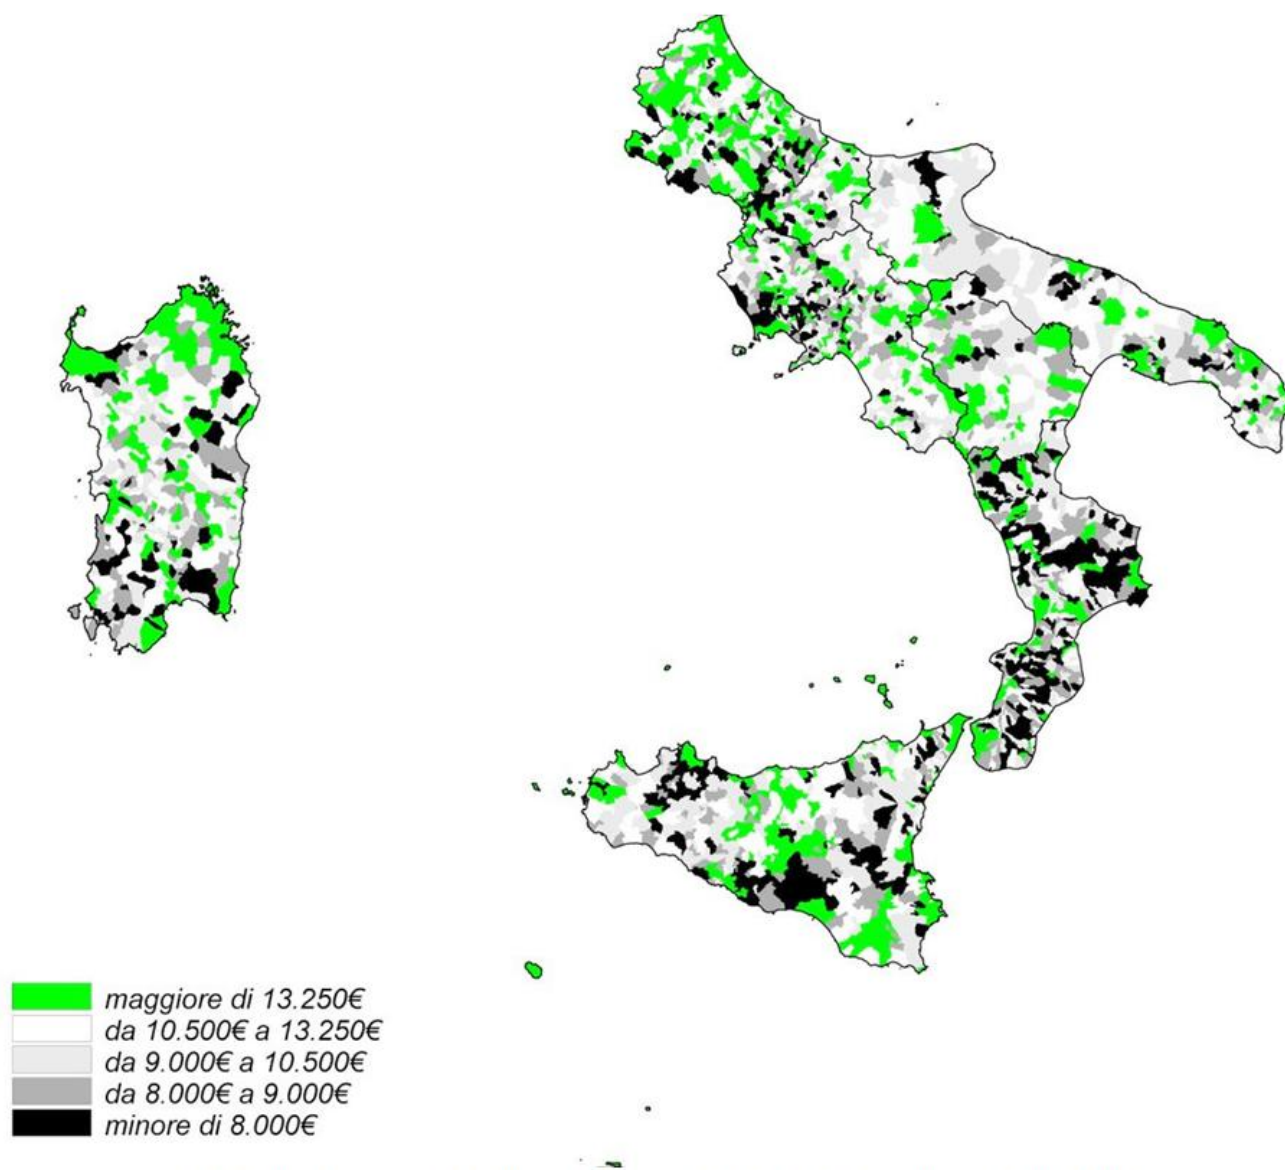 maggiore di 13.250€
da 10.500€ a 13.250€
da 9.000€ a 10.500€
da 8.000€ a 9.000€
minore di 8.000€